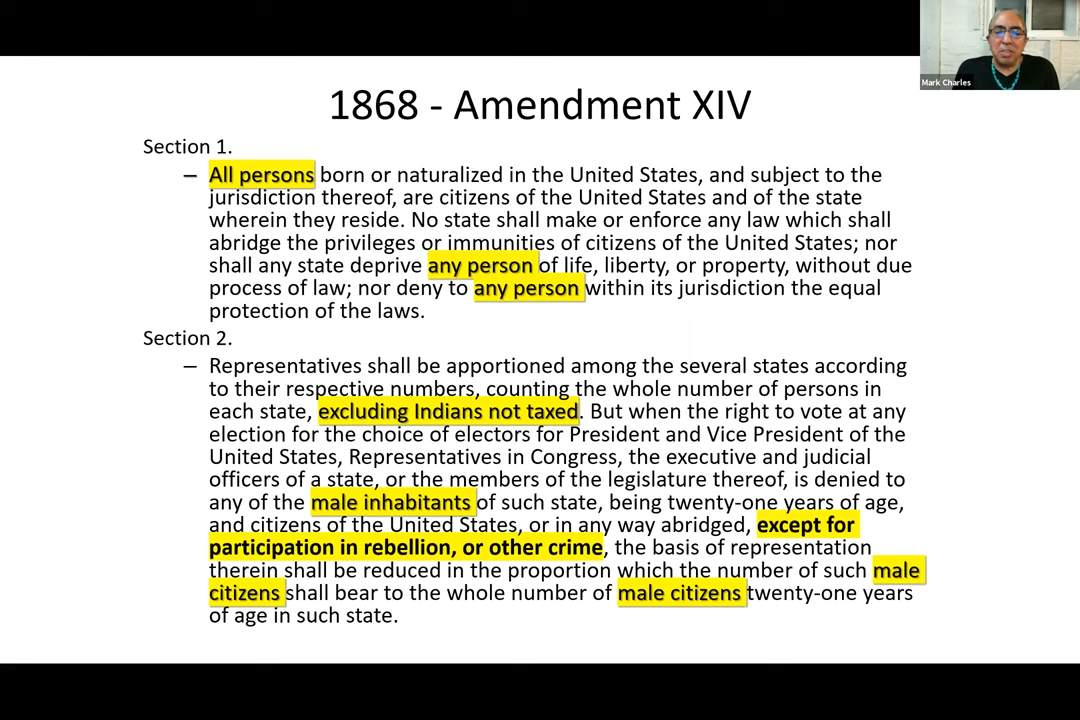 Mark Charles
1868 - Amendment XIV
Section 1.
– All persons born or naturalized in the United States, and subject to the
jurisdiction thereof, are citizens of the United States and of the state
wherein they reside. No state shall make or enforce any law which shall
abridge the privileges or immunities of citizens of the United States; nor
shall any state deprive any person of life, liberty, or property, without due
process of law; nor deny to any person within its jurisdiction the equal
protection of the laws.
Section 2.
– Representatives shall be apportioned among the several states according
to their respective numbers, counting the whole number of persons in
each state, excluding Indians not taxed. But when the right to vote at any
election for the choice of electors for President and Vice President of the
United States, Representatives in Congress, the executive and judicial
officers of a state, or the members of the legislature thereof, is denied to
any of the male inhabitants of such state, being twenty-one years of age,
and citizens of the United States, or in any way abridged, except for
participation in rebellion, or other crime, the basis of representation
therein shall be reduced in the proportion which the number of such male
citizens shall bear to the whole number of male citizens twenty-one years
of age in such state.